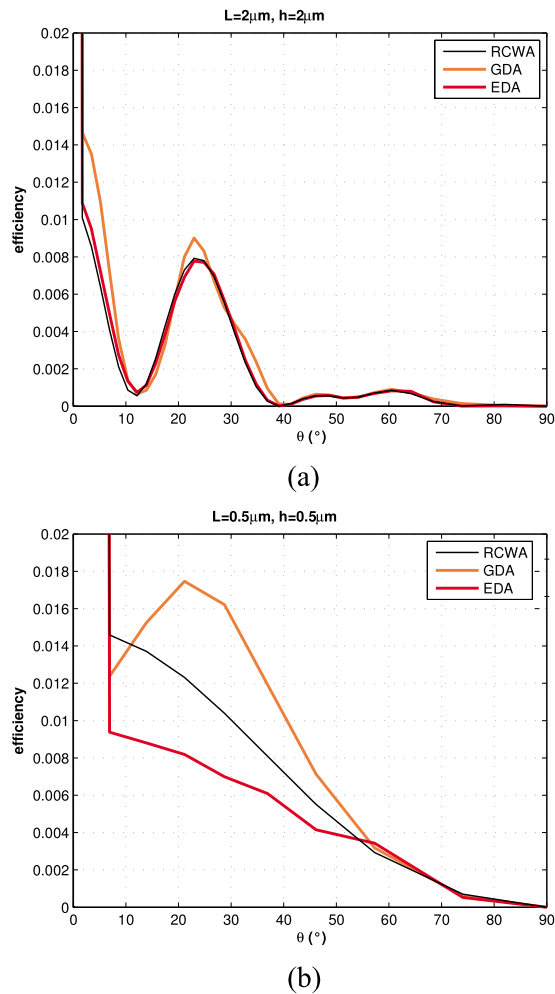 L=2μm, h=2μm
0.02
0.018
0.016
0.014
0.012
0.01
0.008
0.006
0.004
0.002
0
efficiency
RCWA
GDA
EDA
0 10 20 30 40 50 60 70 80 90
θ (°)
(a)
L=0.5μm, h=0.5μm
0.02
0.018
0.016
0.014
0.012
0.01
0.008
0.006
0.004
0.002
0
efficiency
RCWA
GDA
EDA
0 10 20 30 40 50 60 70 80 90
θ (°)
(b)